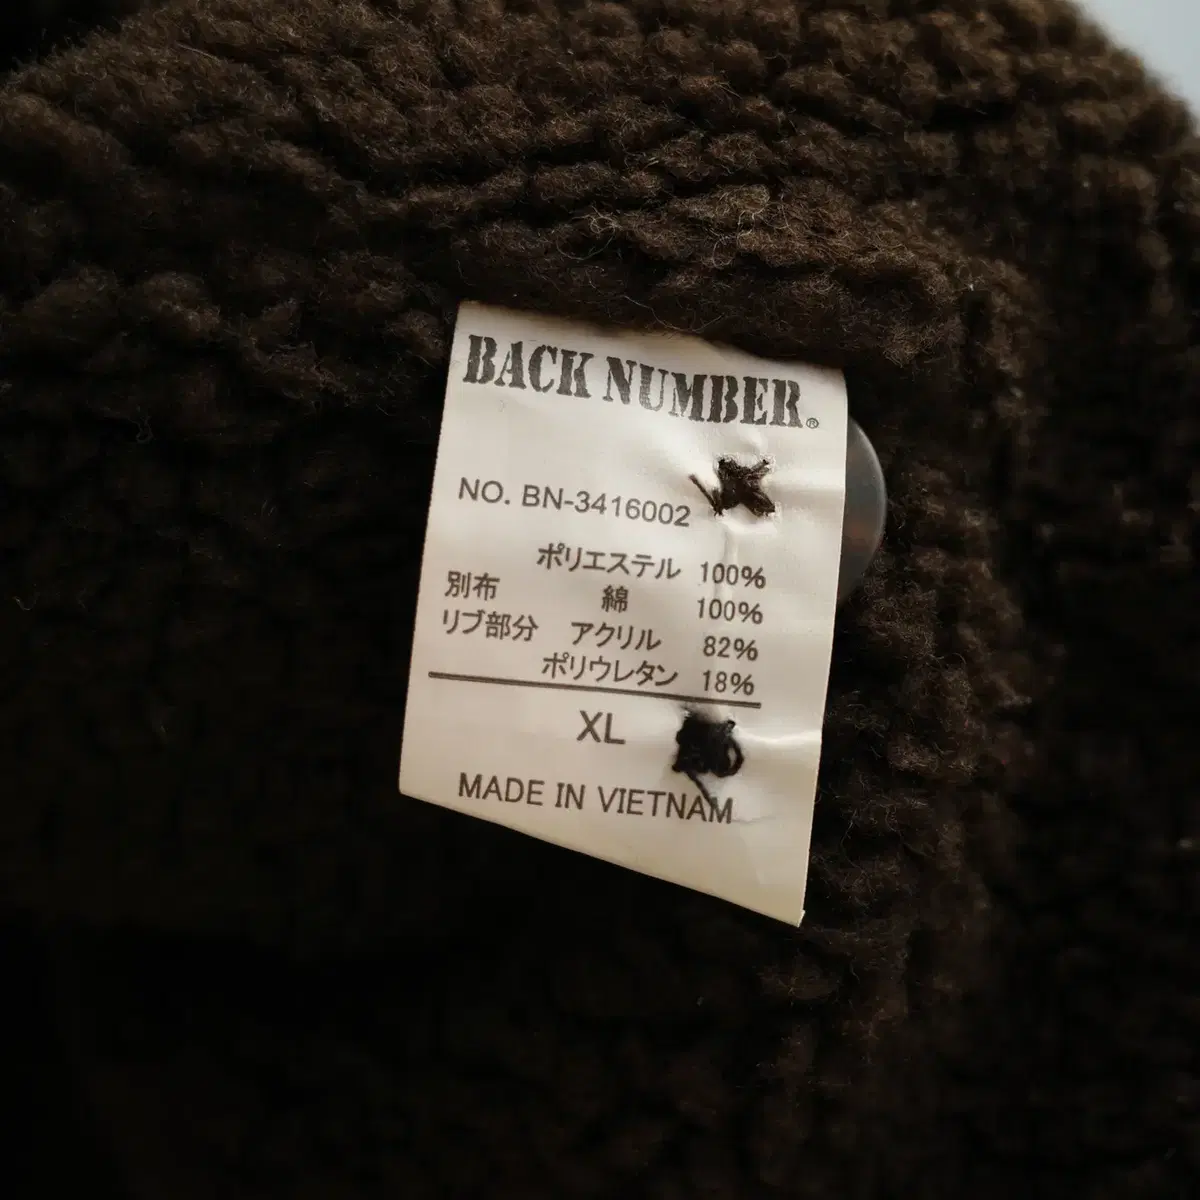 BACK NUMBER®
NO. BN-3416002
ポリエステル 100%
別布 綿 100%
リブ部分 アクリル 82%
ポリウレタン 18%
XL
MADE IN VIETNAM